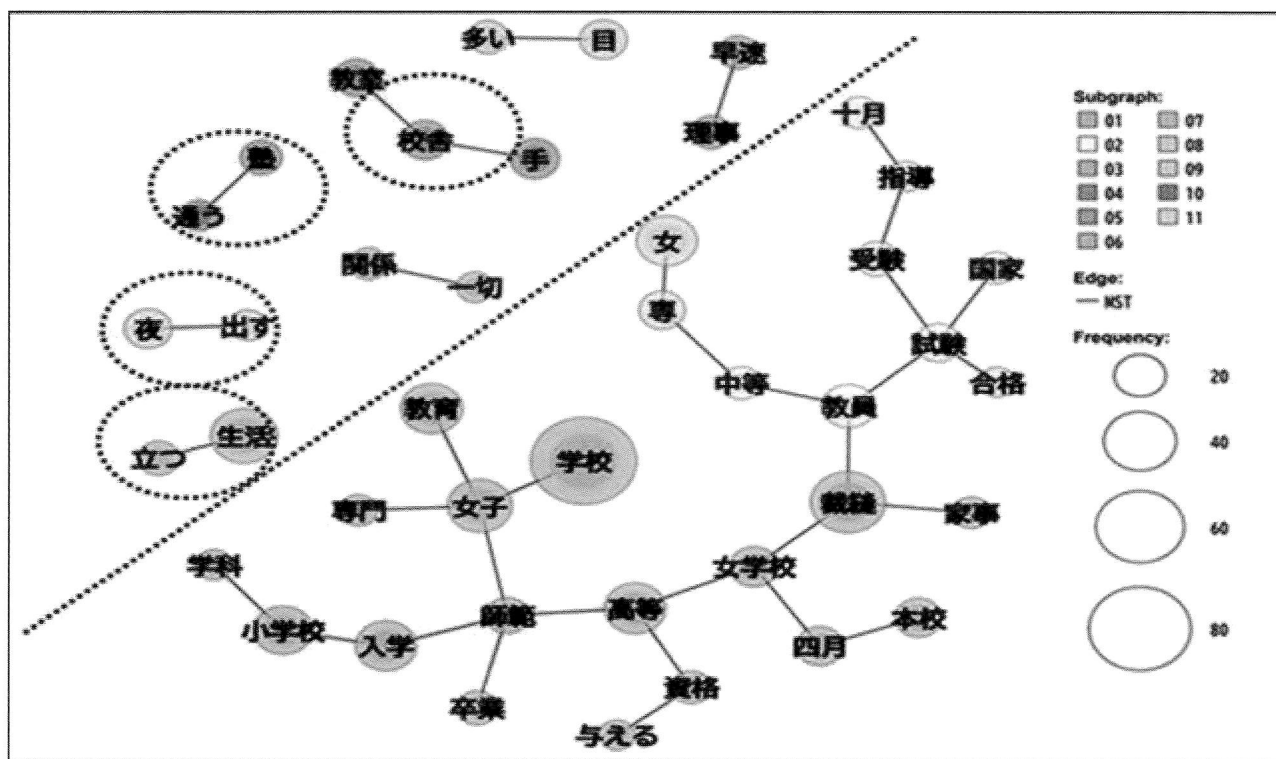 多い
目
早速
理事
教室
校舎
手
塾
通う
関係
一切
夜
出す
立つ
生活
十月
指導
受験
国家
試験
合格
女
専
中等
教員
裁縫
家事
教育
学校
専門
女子
学科
小学校
入学
師範
卒業
高等
女学校
四月
本校
資格
与える
Subgraph:
01 07
02 08
03 09
04 10
05 11
06
Edge:
MST
Frequency:
20
40
60
80